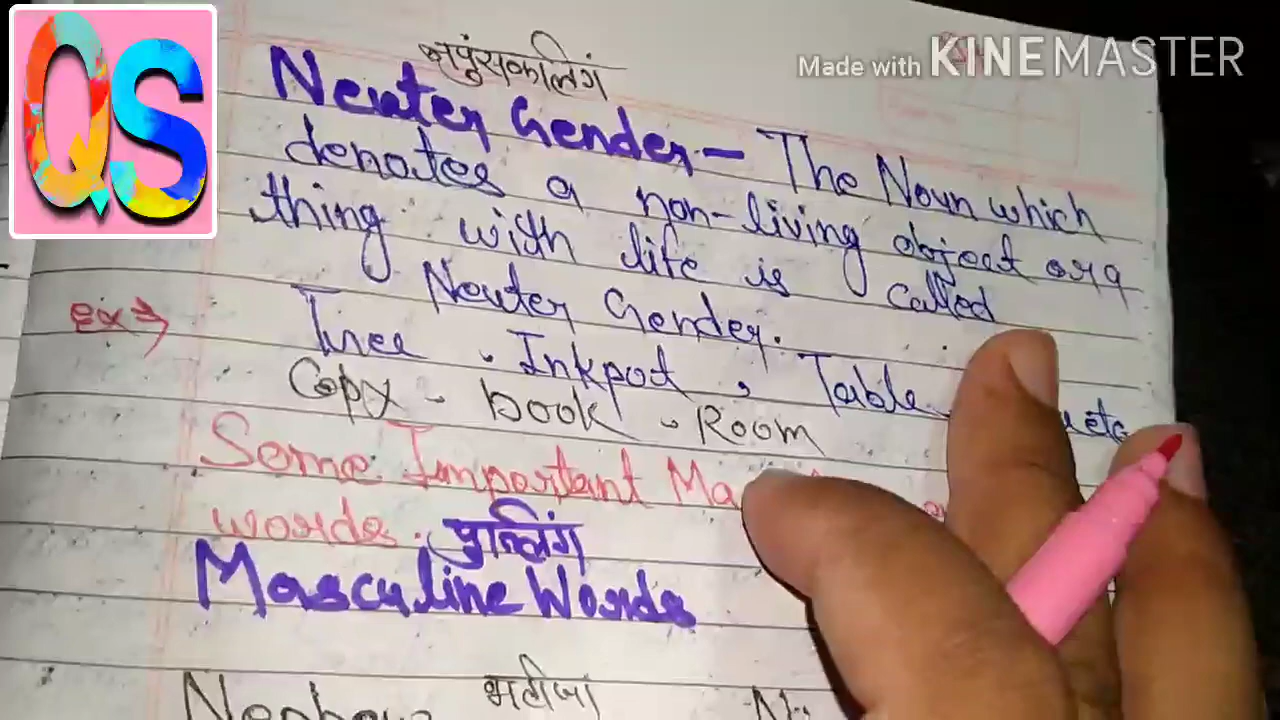 QS
Made with KINEMASTER
नपुंसकलिंग
Neuter Gender - The Noun which
denotes a non-living object or a
thing with life is called
Neuter Gender.
ex ⇒ Tree . Inkpot , Table etc
Copy - book . Room
Some Important
words. पुल्लिंग
Masculine Words
Nephew भतीजा